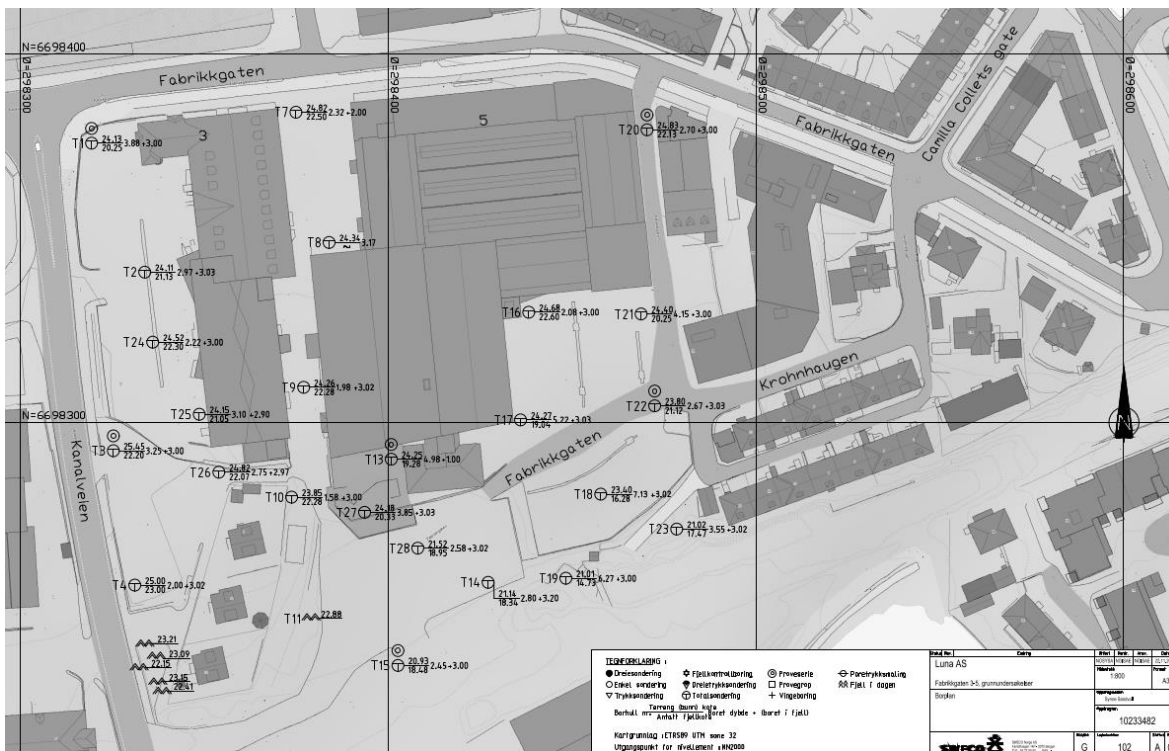 N=6698400
Ø=298300
Ø=298400
Ø=298500
Ø=298600
Fabrikkgaten
Camilla Collets gate
3
5
T7 24.82 2.32 +2.00
22.50
T1 24.13 3.88 +3.00
20.25
T20 24.83 2.70 +3.00
22.13
Fabrikkgaten
T8 24.34 3.17
~
T2 24.11 2.97 +3.03
21.13
T16 24.68 2.08 +3.00
22.60
T21 24.40 4.15 +3.00
20.25
T24 24.52 2.22 +3.00
22.30
Krohnhaugen
T9 24.26 1.98 +3.02
22.28
T22 23.80 2.67 +3.03
21.12
N=6698300
T25 24.15 3.10 +2.90
21.05
T17 24.27 5.22 +3.03
19.04
Kanalveien
T3 25.45 3.25 +3.00
22.20
Fabrikkgaten
T13 24.25 4.98 +1.00
19.28
T26 24.82 2.75 +2.97
22.07
T10 23.85 1.58 +3.00
22.28
T18 23.40 7.13 +3.02
16.28
T27 24.18 3.85 +3.03
20.33
T23 21.02 3.55 +3.02
17.47
T28 21.52 2.58 +3.02
18.95
T4 25.00 2.00 +3.02
23.00
T14
21.14 2.80 +3.20
18.34
T19 21.01 6.27 +3.00
14.73
T11 22.88
23.21
23.09
22.15
23.15
22.41
T15 20.93 2.45 +3.00
18.48
N
TEGNFORKLARING :
Dreiesondering Fjellkontrollboring Prøveserie Poretrykksmåling
Enkel sondering Dreietrykksondering Prøvegrop Fjell i dagen
Trykksondering Totalsondering Vingeboring
Borhull nr. Terreng (bunn) kote Boret dybde + (boret i fjell)
Antatt fjellkote
Kartgrunnlag :ETRS89 UTM sone 32
Utgangspunkt for nivellement :NN2000
Luna AS
Fabrikkgaten 3-5, grunnundersøkelser
Borplan
1:800
A3
10233482
SWECO
G
102
A